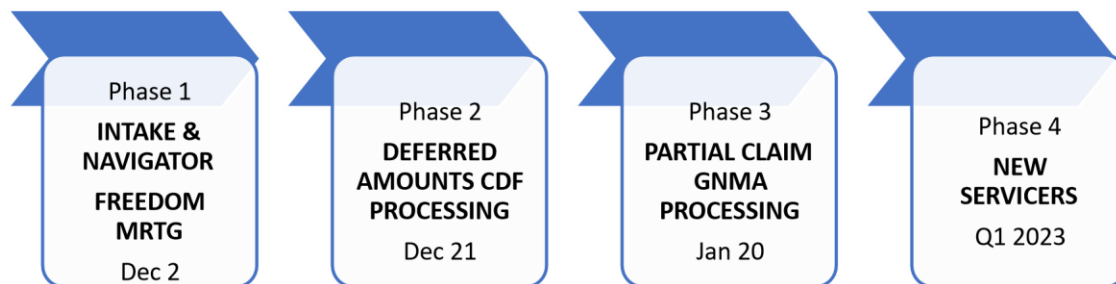 Phase 1
INTAKE &
NAVIGATOR
FREEDOM
MRTG
Dec 2
Phase 2
DEFERRED
AMOUNTS CDF
PROCESSING
Dec 21
Phase 3
PARTIAL CLAIM
GNMA
PROCESSING
Jan 20
Phase 4
NEW
SERVICERS
Q1 2023